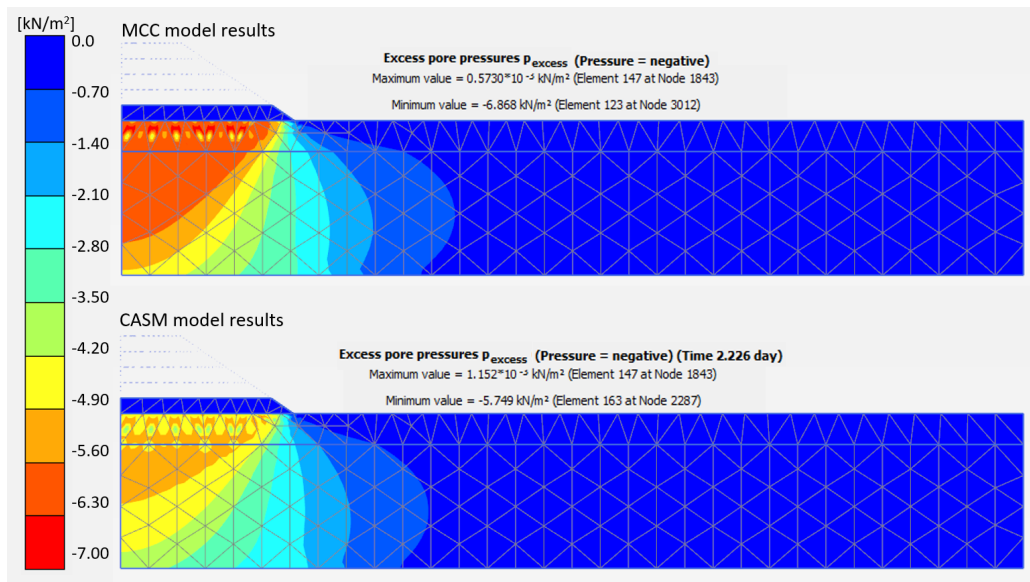 [kN/m²]
0.0
-0.70
-1.40
-2.10
-2.80
-3.50
-4.20
-4.90
-5.60
-6.30
-7.00
MCC model results
Excess pore pressures p excess (Pressure = negative)
Maximum value = 0.5730*10 ⁻³ kN/m² (Element 147 at Node 1843)
Minimum value = -6.868 kN/m² (Element 123 at Node 3012)
CASM model results
Excess pore pressures p excess (Pressure = negative) (Time 2.226 day)
Maximum value = 1.152*10 ⁻³ kN/m² (Element 147 at Node 1843)
Minimum value = -5.749 kN/m² (Element 163 at Node 2287)